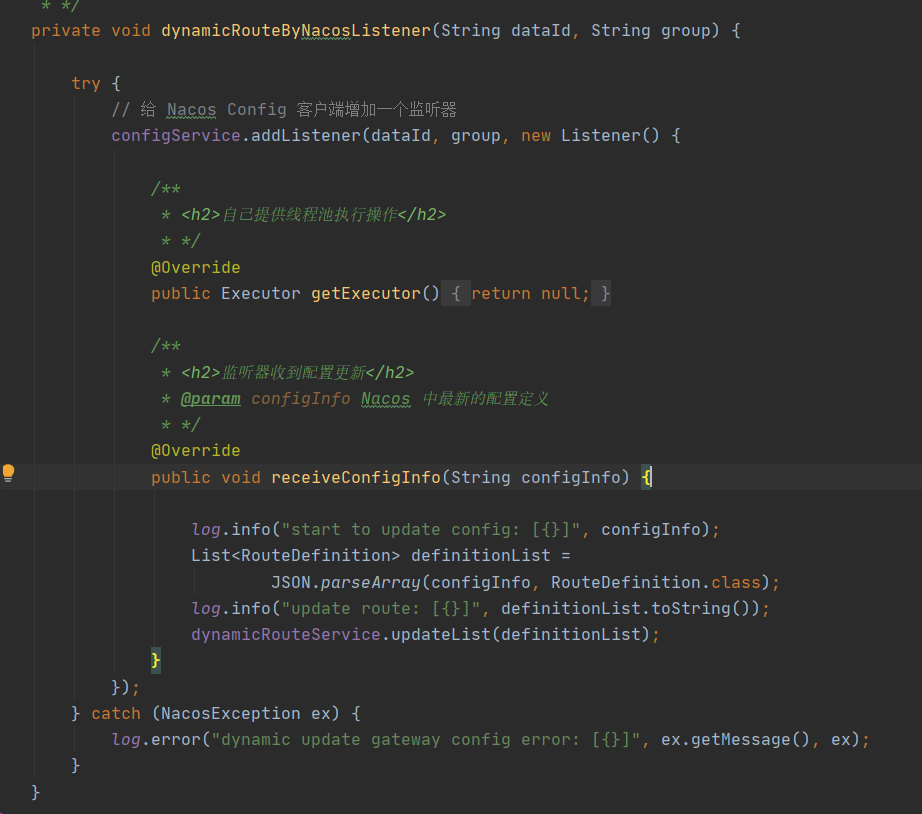 * */
private void dynamicRouteByNacosListener(String dataId, String group) {
try {
// 给 Nacos Config 客户端增加一个监听器
configService.addListener(dataId, group, new Listener() {
/**
* <h2>自己提供线程池执行操作</h2>
* */
@Override
public Executor getExecutor() { return null; }
/**
* <h2>监听器收到配置更新</h2>
* @param configInfo Nacos 中最新的配置定义
* */
@Override
public void receiveConfigInfo(String configInfo) {
log.info("start to update config: [{}]", configInfo);
List<RouteDefinition> definitionList =
JSON.parseArray(configInfo, RouteDefinition.class);
log.info("update route: [{}]", definitionList.toString());
dynamicRouteService.updateList(definitionList);
}
});
} catch (NacosException ex) {
log.error("dynamic update gateway config error: [{}]", ex.getMessage(), ex);
}
}